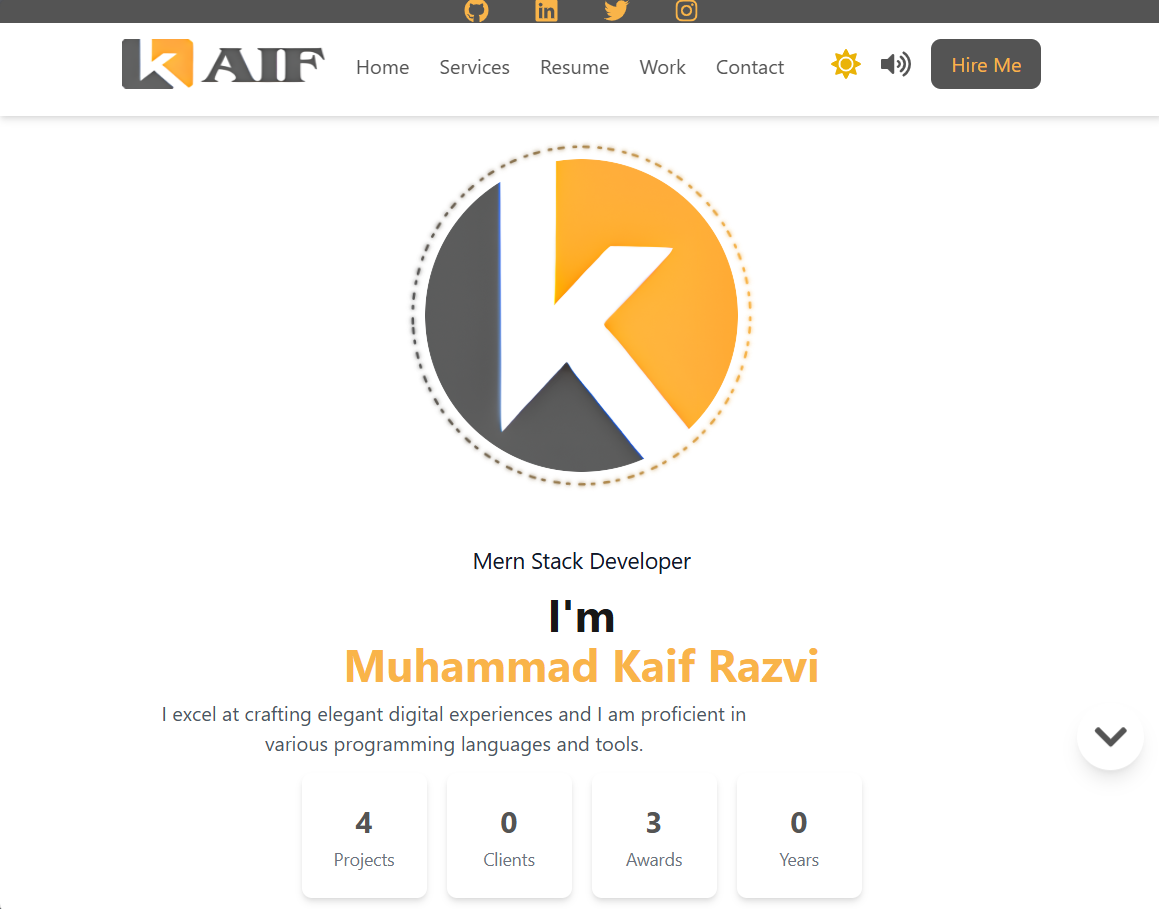 KAIF
Home Services Resume Work Contact Hire Me
K
Mern Stack Developer
I'm
Muhammad Kaif Razvi
I excel at crafting elegant digital experiences and I am proficient in
various programming languages and tools.
4 0 3 0
Projects Clients Awards Years